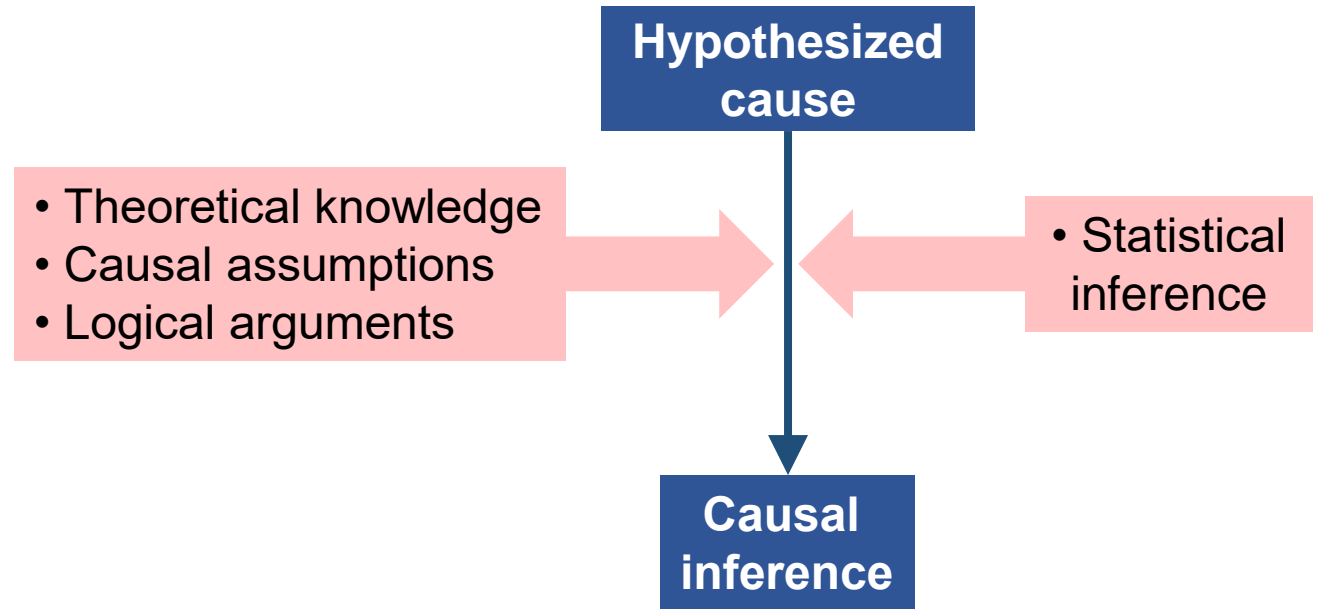 Hypothesized
cause
• Theoretical knowledge
• Causal assumptions
• Logical arguments
• Statistical
inference
Causal
inference